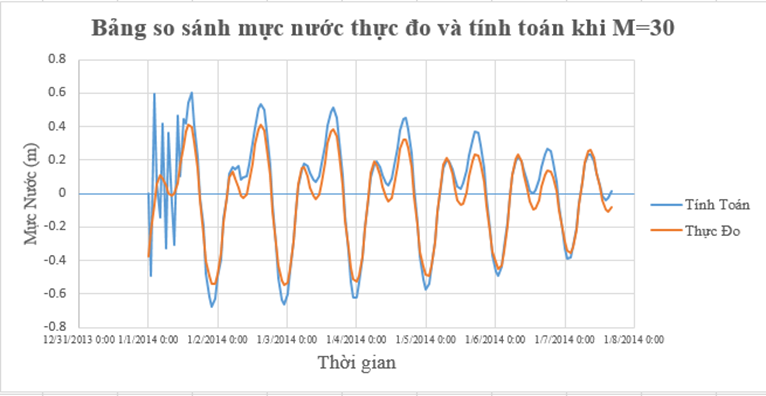 Bảng so sánh mực nước thực đo và tính toán khi M=30
Mực Nước (m)
0.8
0.6
0.4
0.2
0
-0.2
-0.4
-0.6
-0.8
12/31/2013 0:00 1/1/2014 0:00 1/2/2014 0:00 1/3/2014 0:00 1/4/2014 0:00 1/5/2014 0:00 1/6/2014 0:00 1/7/2014 0:00 1/8/2014 0:00
Thời gian
Tính Toán
Thực Đo